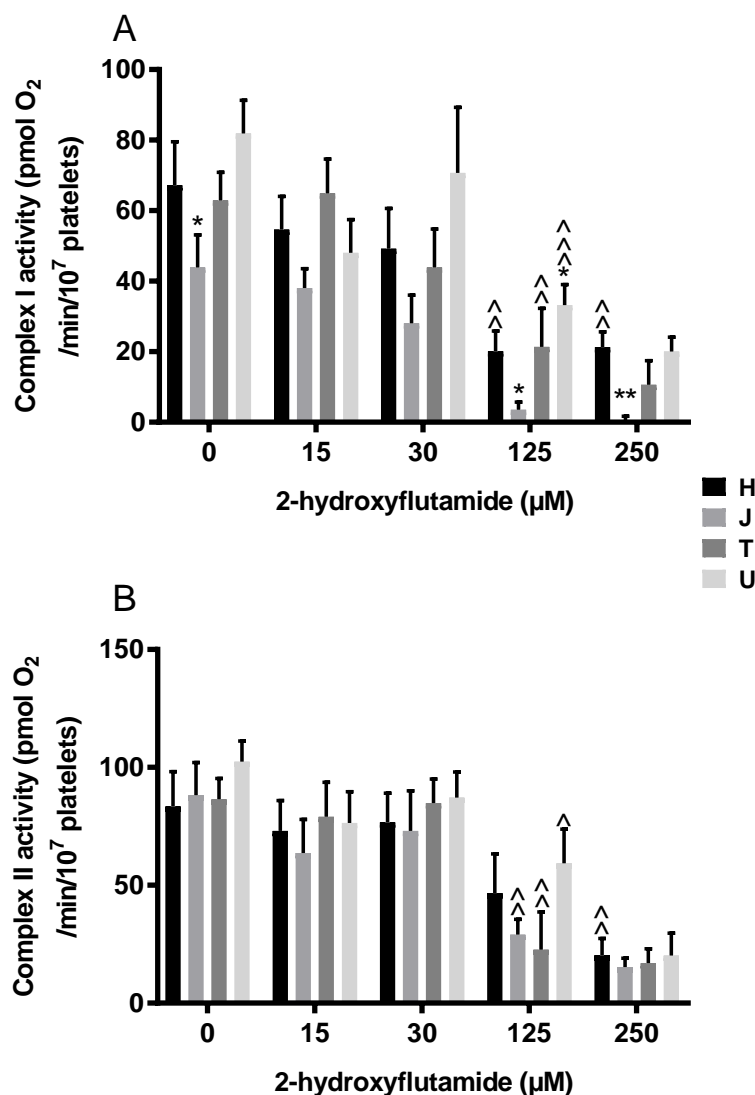 A
Complex I activity (pmol O2
/min/10^7 platelets)
100
80
60
40
20
0
*
*
^^
^^
^^^
*
^^
**
0 15 30 125 250
2-hydroxyflutamide (µM)
H
J
T
U
B
Complex II activity (pmol O2
/min/10^7 platelets)
150
100
50
0
^^
^^
^
^^
0 15 30 125 250
2-hydroxyflutamide (µM)